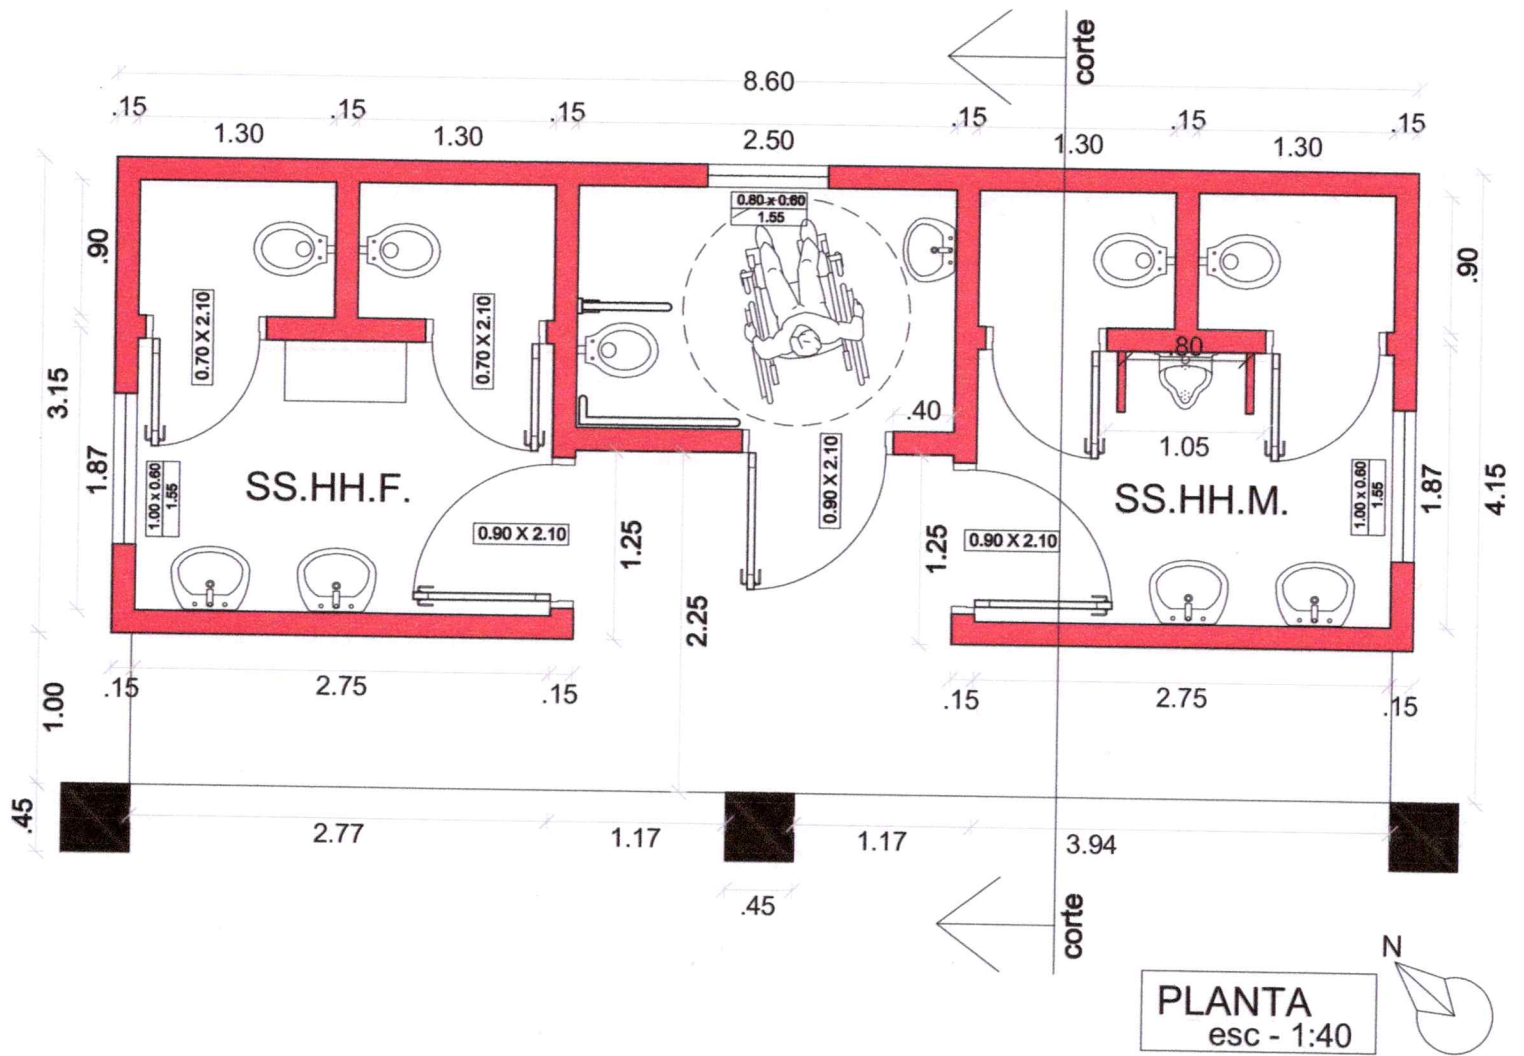 corte
8.60
.15
.15
.15
.15
.15
.15
1.30
1.30
2.50
1.30
1.30
0.80 x 0.60
1.55
.90
.90
0.70 X 2.10
0.70 X 2.10
.80
3.15
.40
1.05
1.87
1.00 x 0.60
1.55
SS.HH.F.
0.90 X 2.10
SS.HH.M.
1.00 x 0.60
1.55
1.87
4.15
0.90 X 2.10
1.25
1.25
0.90 X 2.10
2.25
.15
2.75
.15
.15
2.75
.15
1.00
.45
2.77
1.17
1.17
3.94
.45
corte
N
PLANTA
esc - 1:40